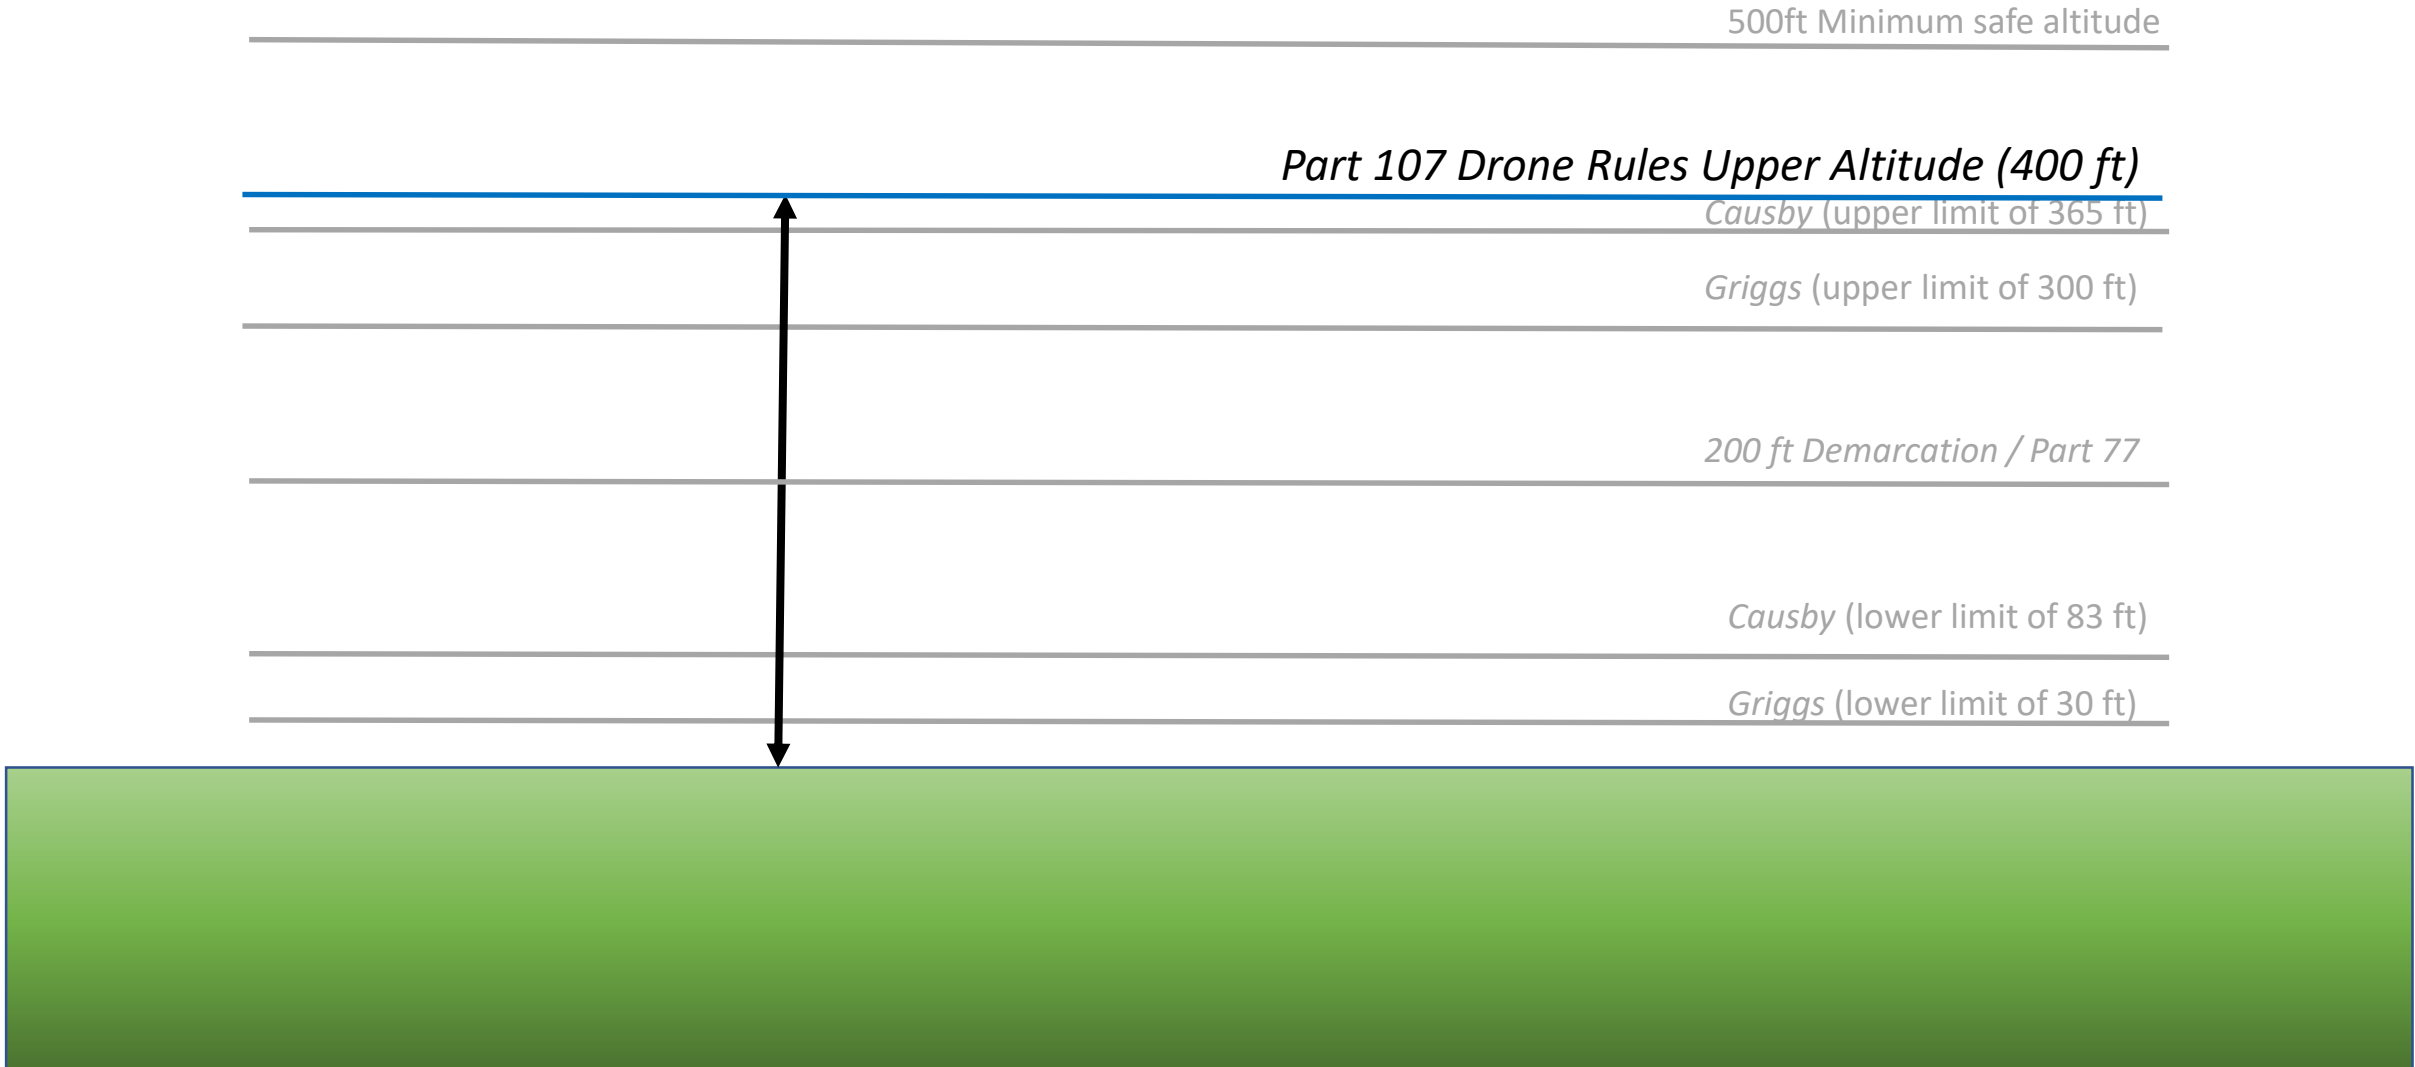 500ft Minimum safe altitude
Part 107 Drone Rules Upper Altitude (400 ft)
Causby (upper limit of 365 ft)
Griggs (upper limit of 300 ft)
200 ft Demarcation / Part 77
Causby (lower limit of 83 ft)
Griggs (lower limit of 30 ft)